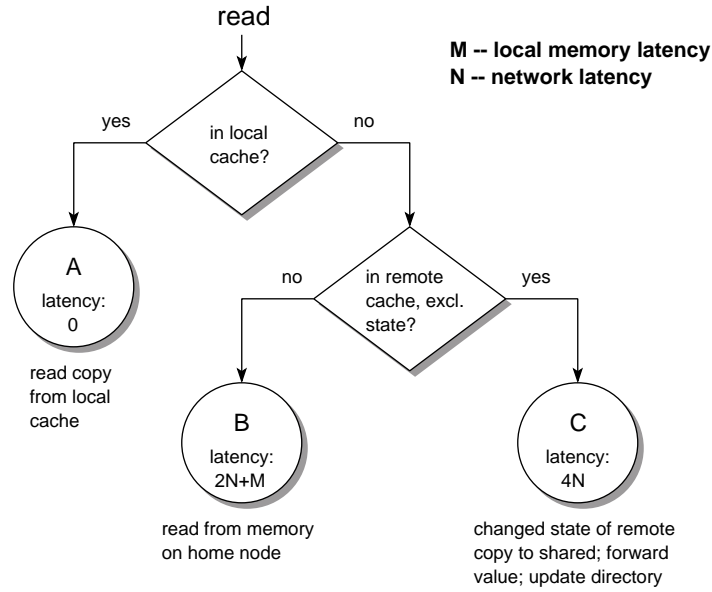 read
M -- local memory latency
N -- network latency
yes
in local
cache?
no
A
latency:
0
read copy
from local
cache
no
in remote
cache, excl.
state?
yes
B
latency:
2N+M
read from memory
on home node
C
latency:
4N
changed state of remote
copy to shared; forward
value; update directory